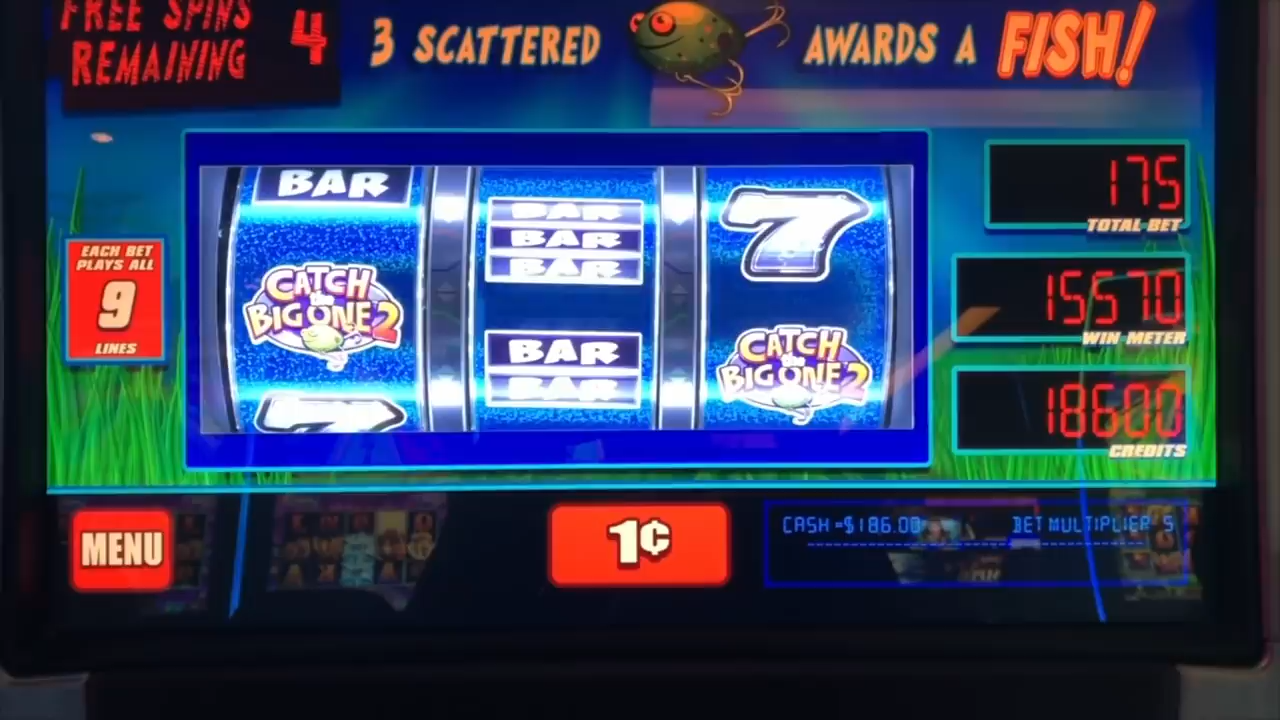 FREE SPINS
REMAINING
4
3 SCATTERED
AWARDS A FISH!
EACH BET
PLAYS ALL
9
LINES
BAR
CATCH
the
BIG ONE 2
7
BAR
BAR
BAR
BAR
BAR
7
CATCH
the
BIG ONE 2
175
TOTAL BET
15570
WIN METER
18600
CREDITS
MENU
1¢
CASH =$186.00
BET MULTIPLIER 5